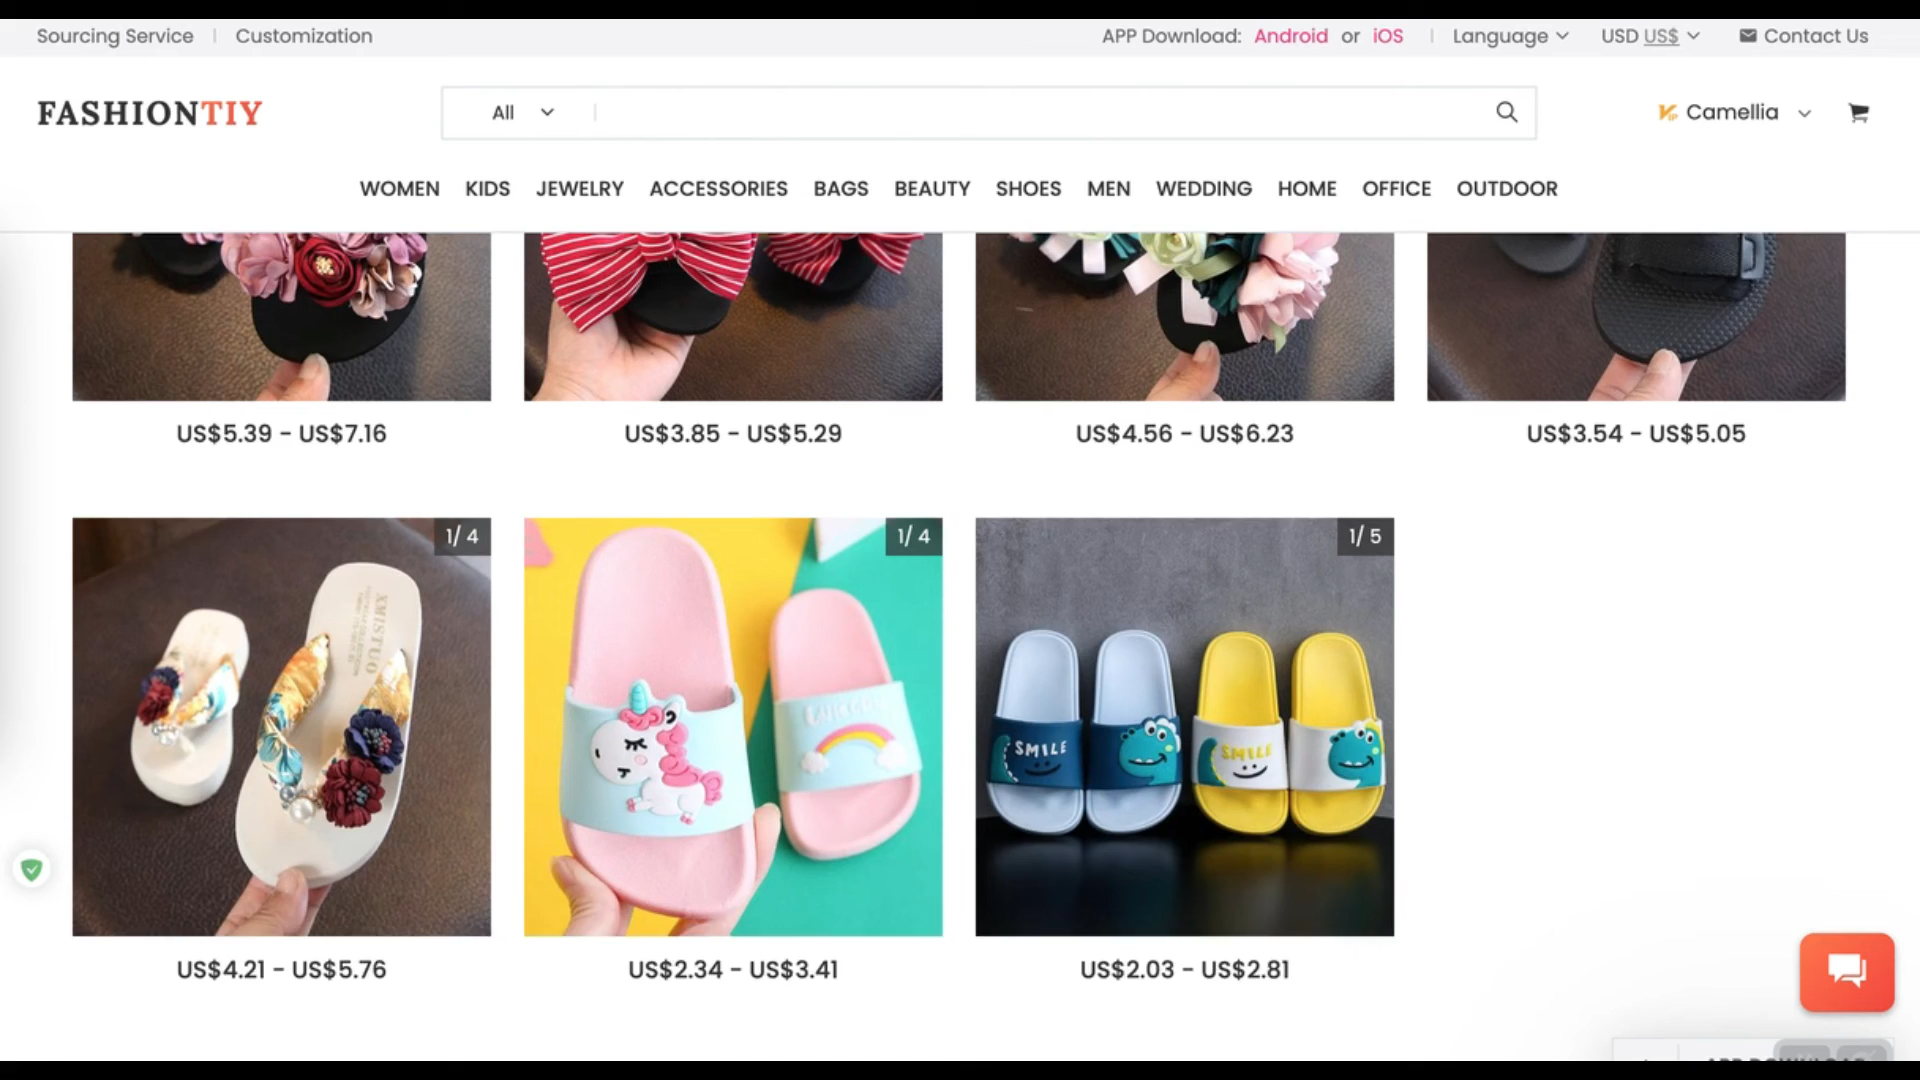 Sourcing Service | Customization
APP Download: Android or iOS | Language USD US$ Contact Us
FASHIONTIY
All
Camellia
WOMEN KIDS JEWELRY ACCESSORIES BAGS BEAUTY SHOES MEN WEDDING HOME OFFICE OUTDOOR
US$5.39 - US$7.16
US$3.85 - US$5.29
US$4.56 - US$6.23
US$3.54 - US$5.05
1/ 4
XMISTUO
1/ 4
1/ 5
SMILE
SMILE
US$4.21 - US$5.76
US$2.34 - US$3.41
US$2.03 - US$2.81